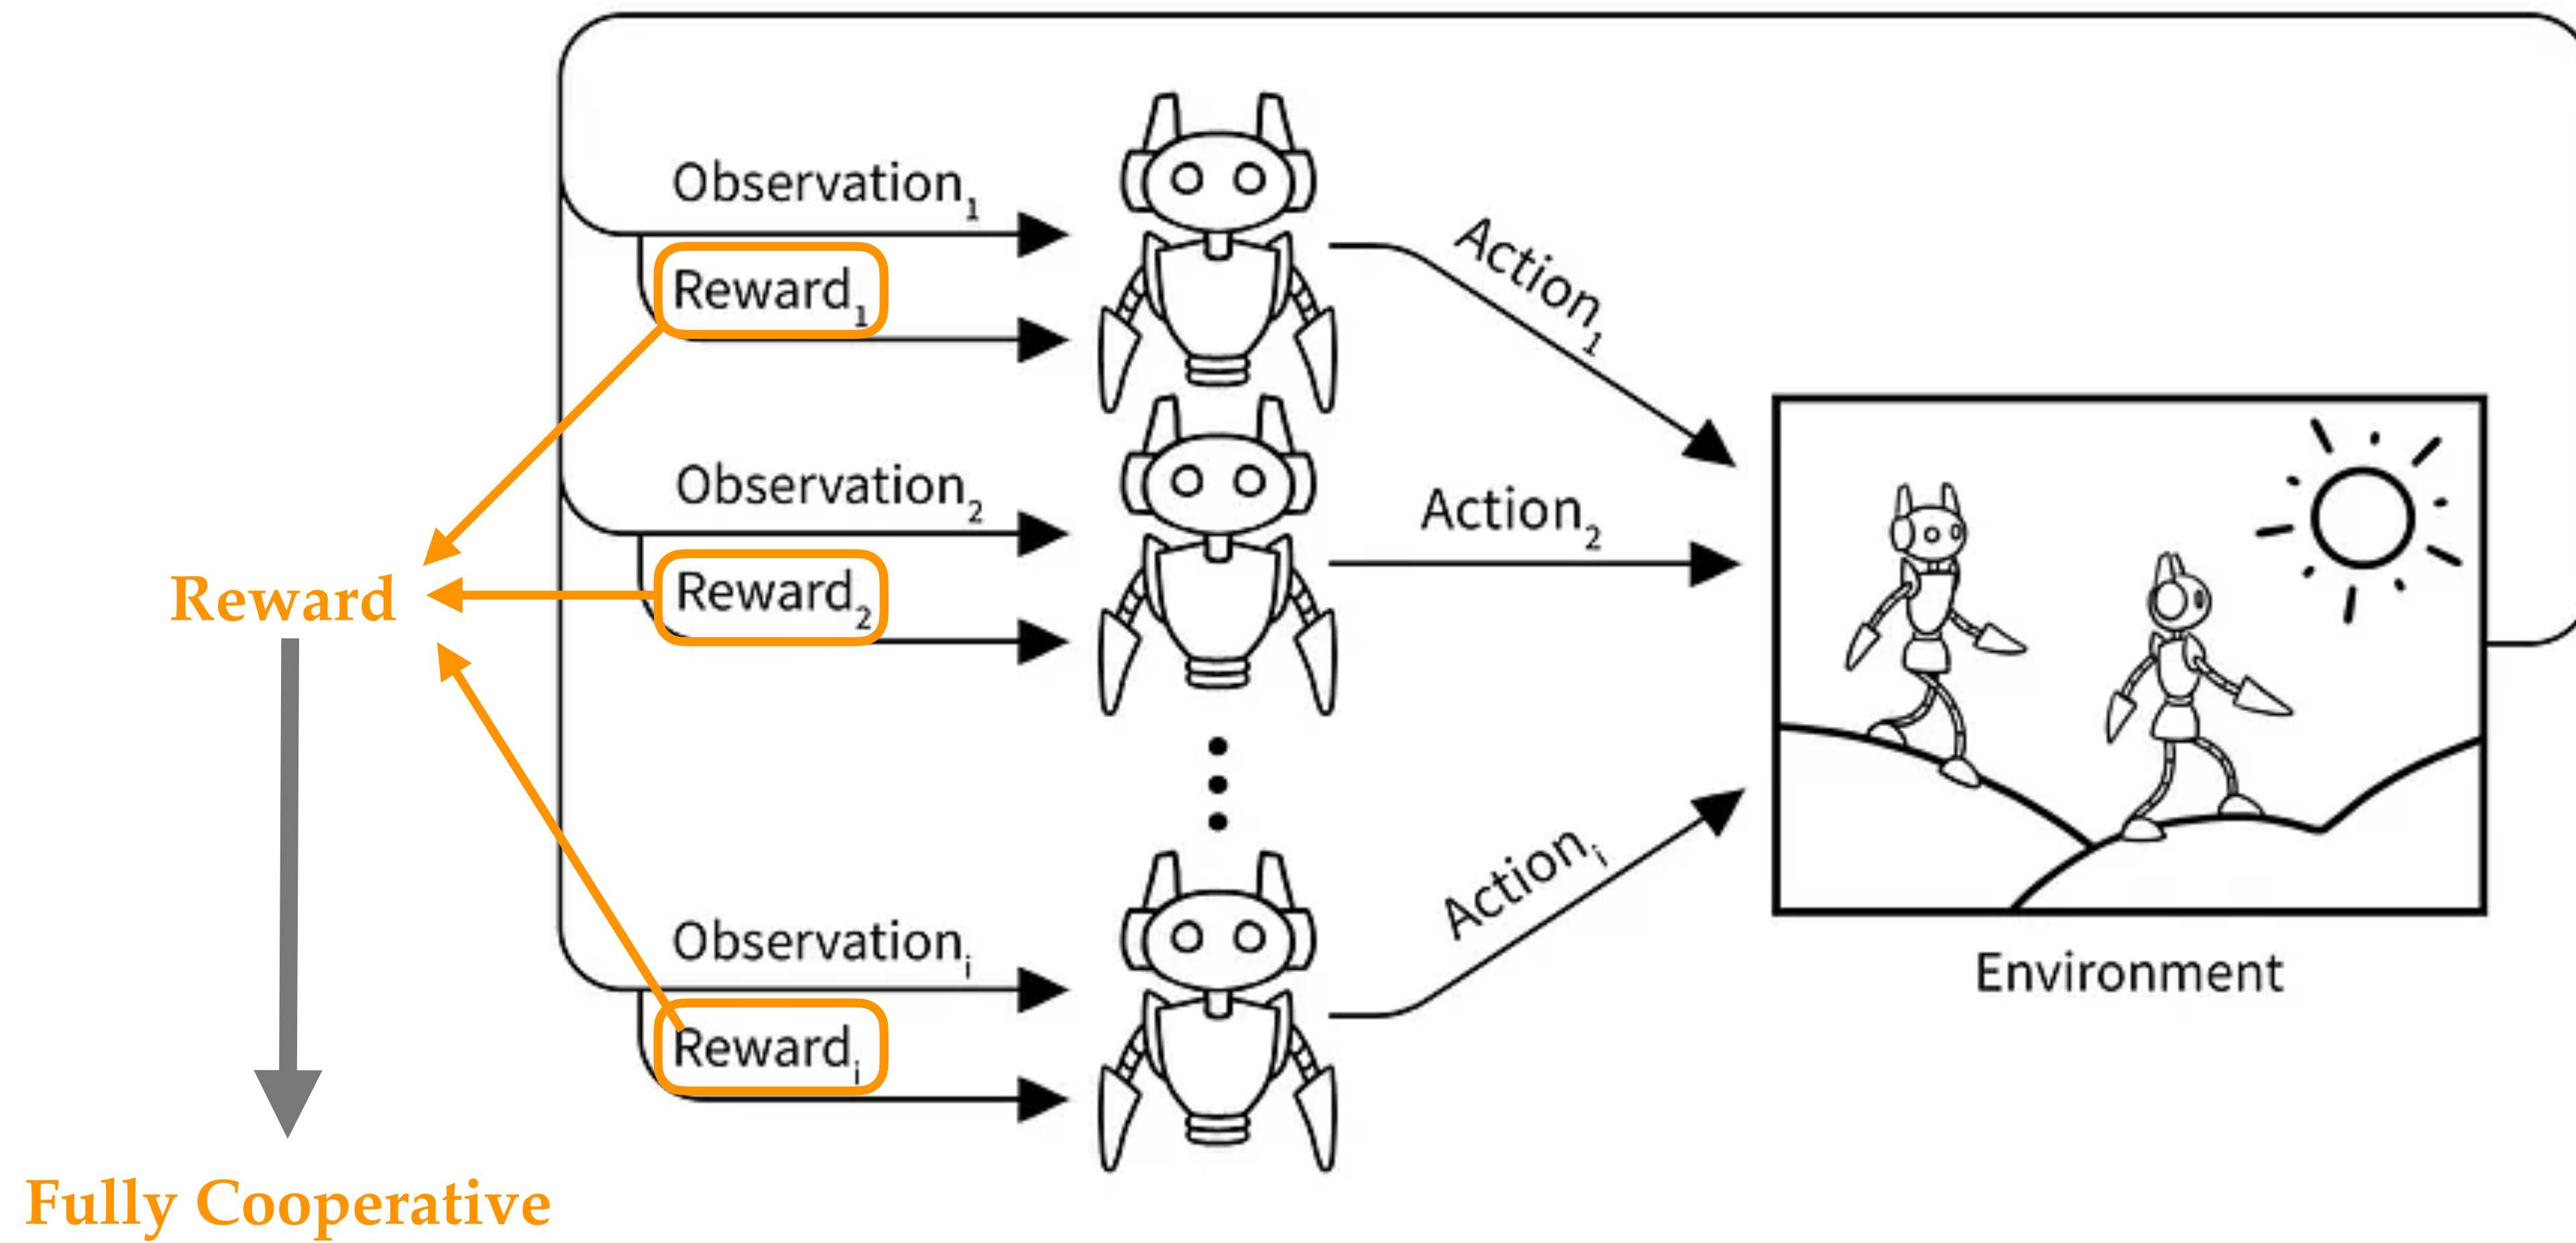 Observation₁
Reward₁
Action₁
Observation₂
Reward₂
Action₂
Reward
Observationᵢ
Rewardᵢ
Actionᵢ
Environment
Fully Cooperative